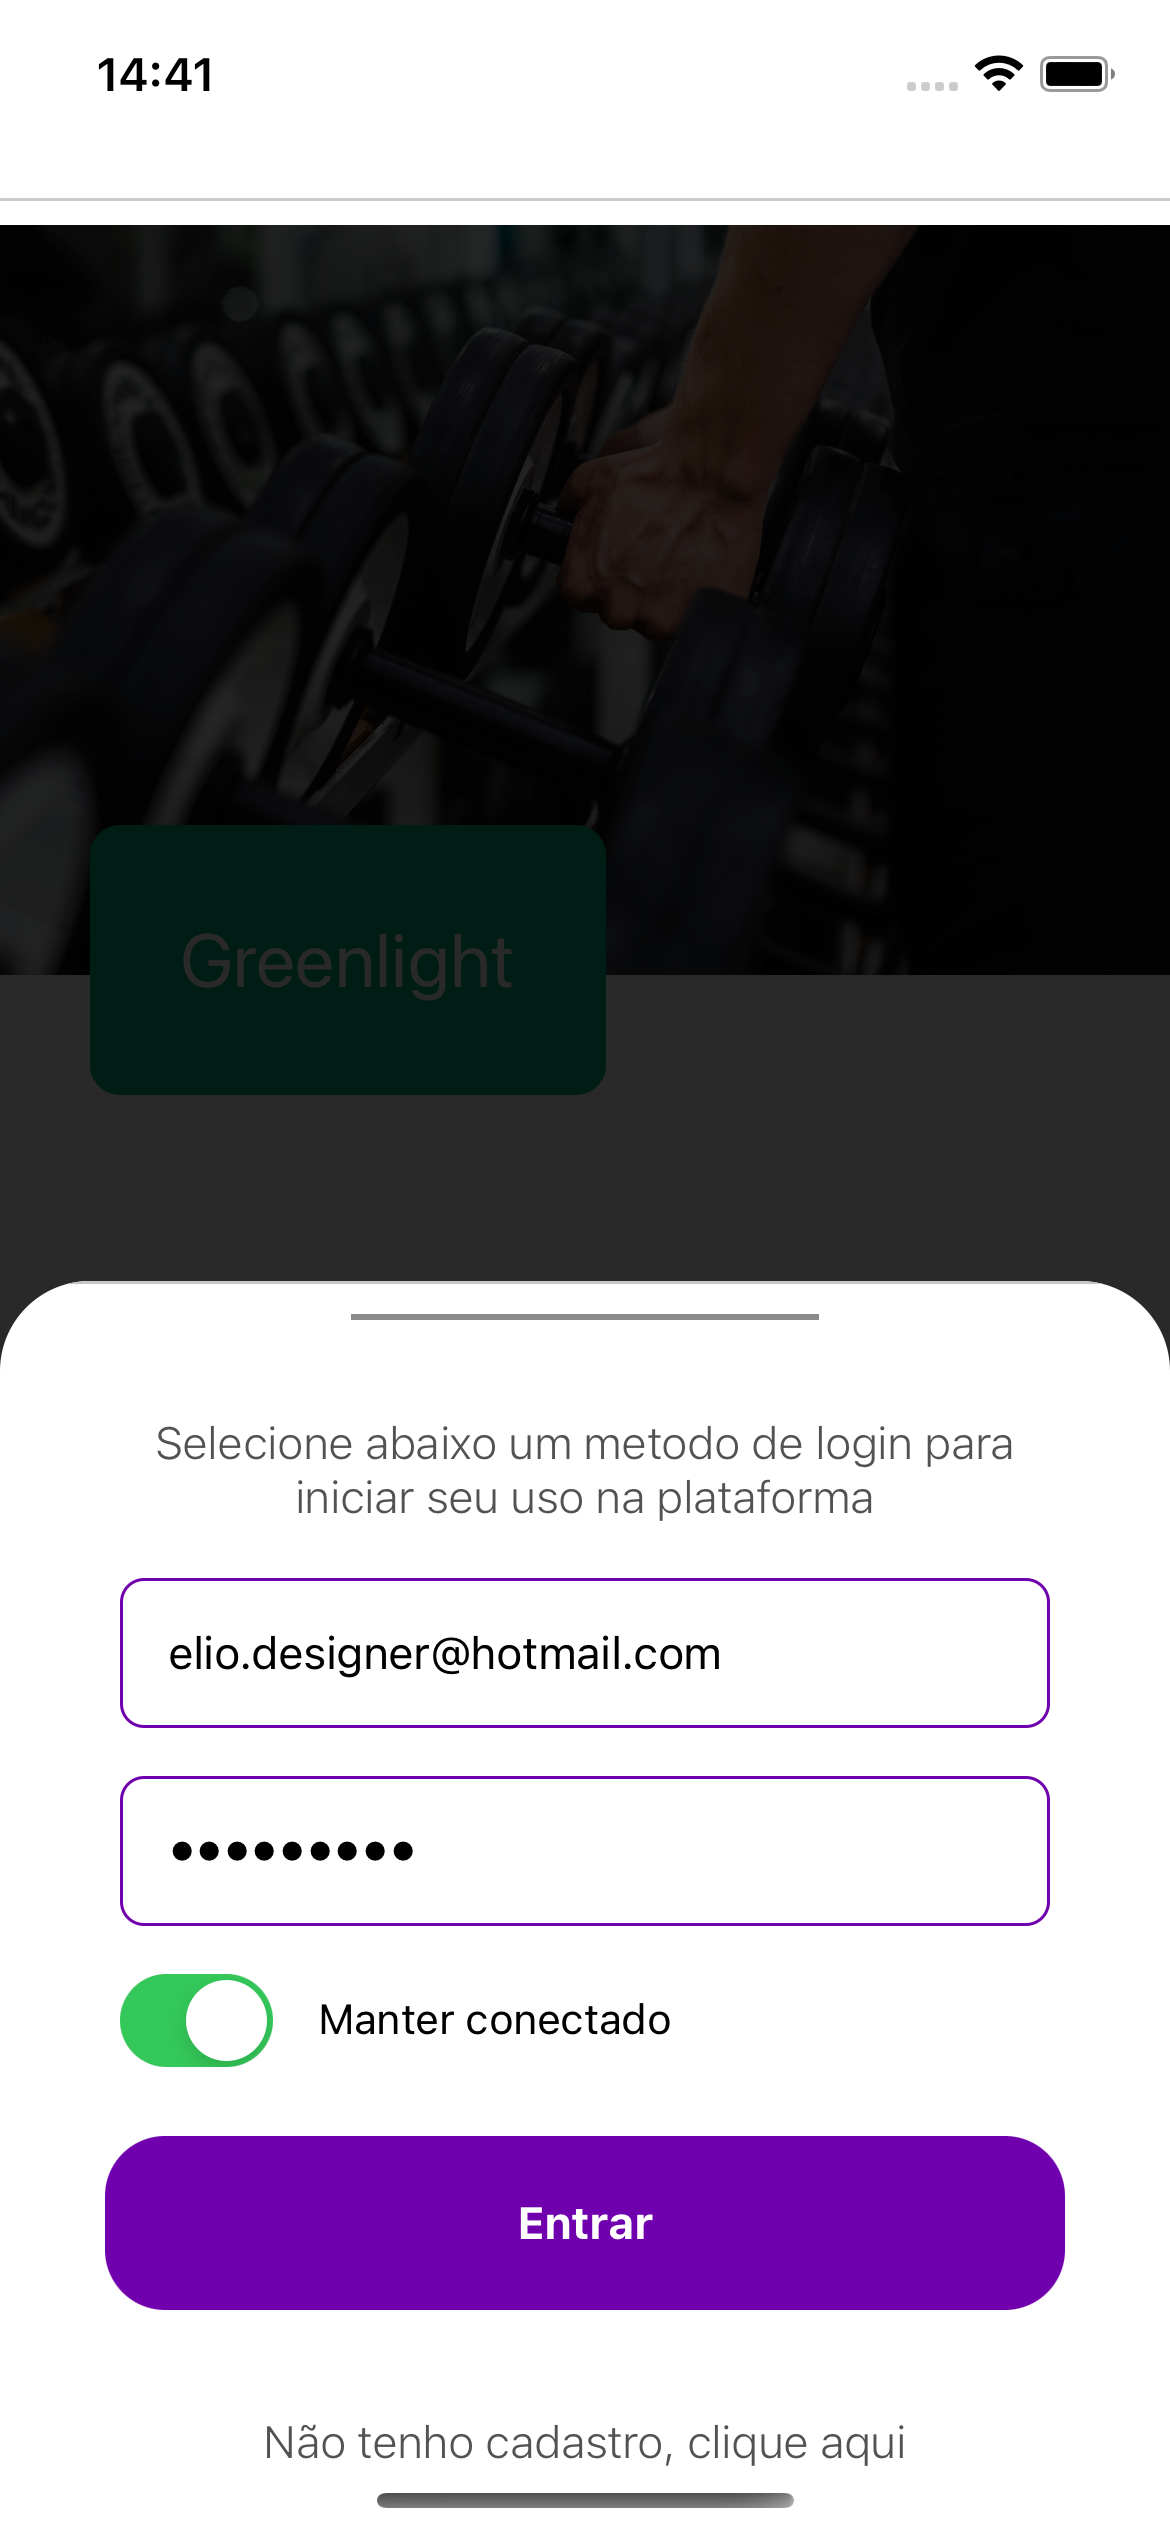 14:41
Greenlight
Selecione abaixo um metodo de login para
iniciar seu uso na plataforma
elio.designer@hotmail.com
•••••••••
Manter conectado
Entrar
Não tenho cadastro, clique aqui